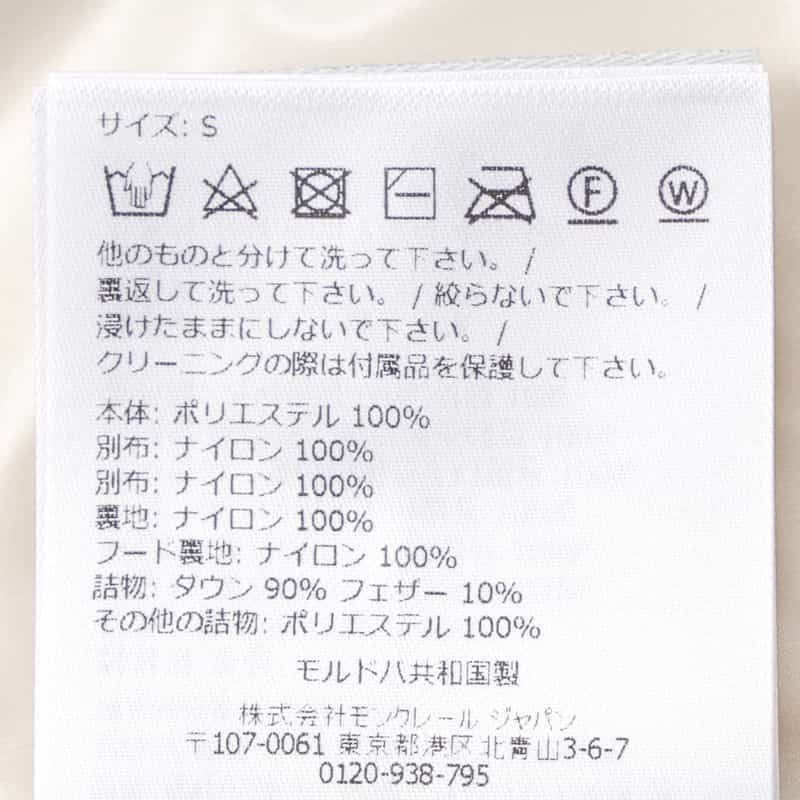 サイズ: S
F W
他のものと分けて洗って下さい。 /
裏返して洗って下さい。 / 絞らないで下さい。 /
浸けたままにしないで下さい。 /
クリーニングの際は付属品を保護して下さい。
本体: ポリエステル 100%
別布: ナイロン 100%
別布: ナイロン 100%
裏地: ナイロン 100%
フード裏地: ナイロン 100%
詰物: ダウン 90% フェザー 10%
その他の詰物: ポリエステル 100%
モルドバ共和国製
株式会社モンクレール ジャパン
〒107-0061 東京都港区北青山3-6-7
0120-938-795